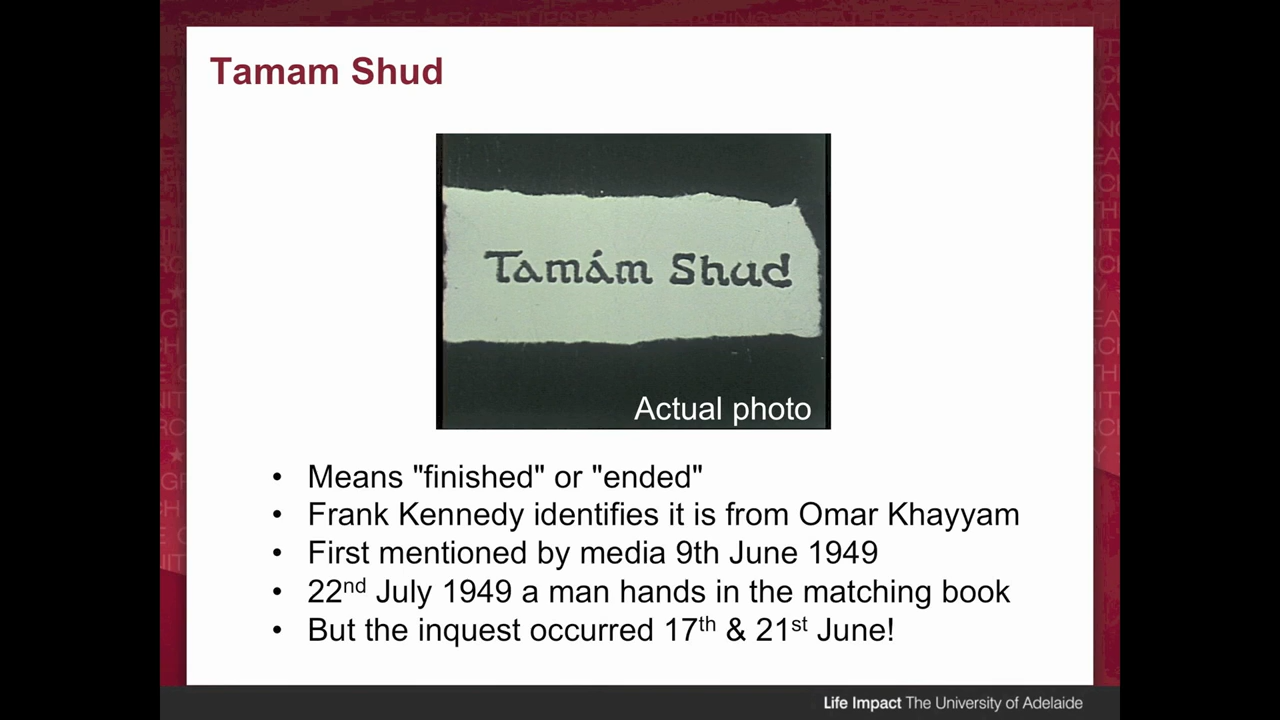 Tamam Shud
Tamám Shud
Actual photo
• Means "finished" or "ended"
• Frank Kennedy identifies it is from Omar Khayyam
• First mentioned by media 9th June 1949
• 22nd July 1949 a man hands in the matching book
• But the inquest occurred 17th & 21st June!
Life Impact The University of Adelaide